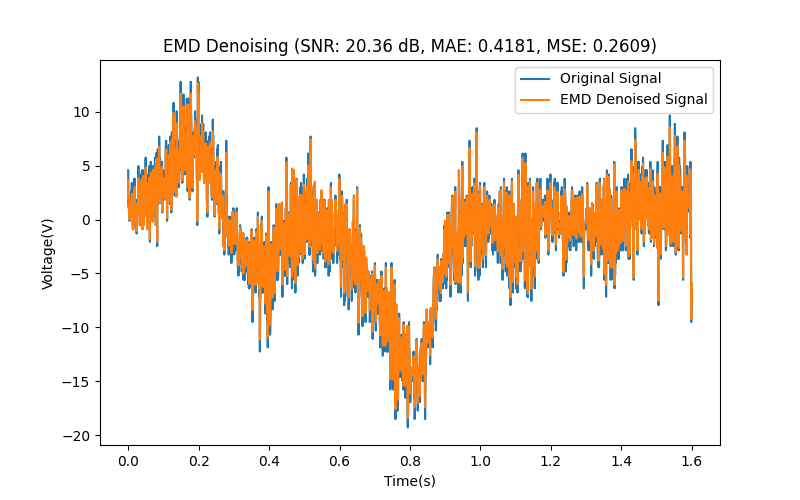 EMD Denoising (SNR: 20.36 dB, MAE: 0.4181, MSE: 0.2609)
Original Signal
EMD Denoised Signal
Voltage(V)
10
5
0
−5
−10
−15
−20
0.0 0.2 0.4 0.6 0.8 1.0 1.2 1.4 1.6
Time(s)